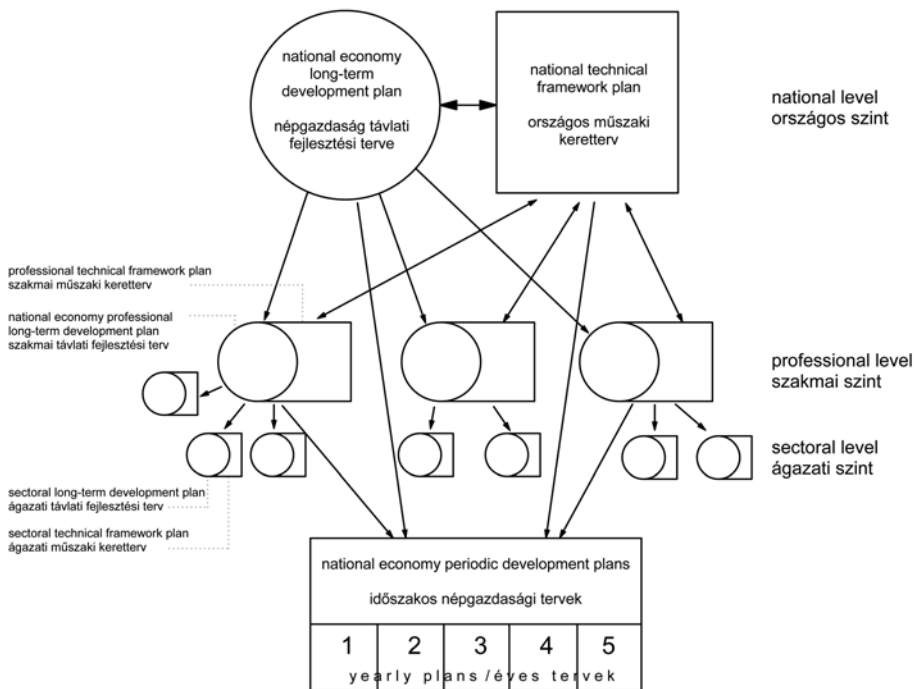 national economy
long-term
development plan
népgazdaság távlati
fejlesztési terve
national technical
framework plan
országos műszaki
keretterv
national level
országos szint
professional technical framework plan
szakmai műszaki keretterv
national economy professional
long-term development plan
szakmai távlati fejlesztési terv
professional level
szakmai szint
sectoral level
ágazati szint
sectoral long-term development plan
ágazati távlati fejlesztési terv
sectoral technical framework plan
ágazati műszaki keretterv
national economy periodic development plans
időszakos népgazdasági tervek
1 2 3 4 5
yearly plans/éves tervek